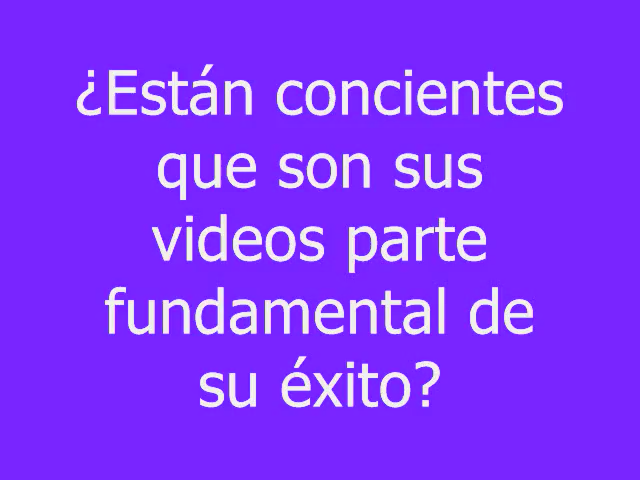 ¿Están concientes
que son sus
videos parte
fundamental de
su éxito?